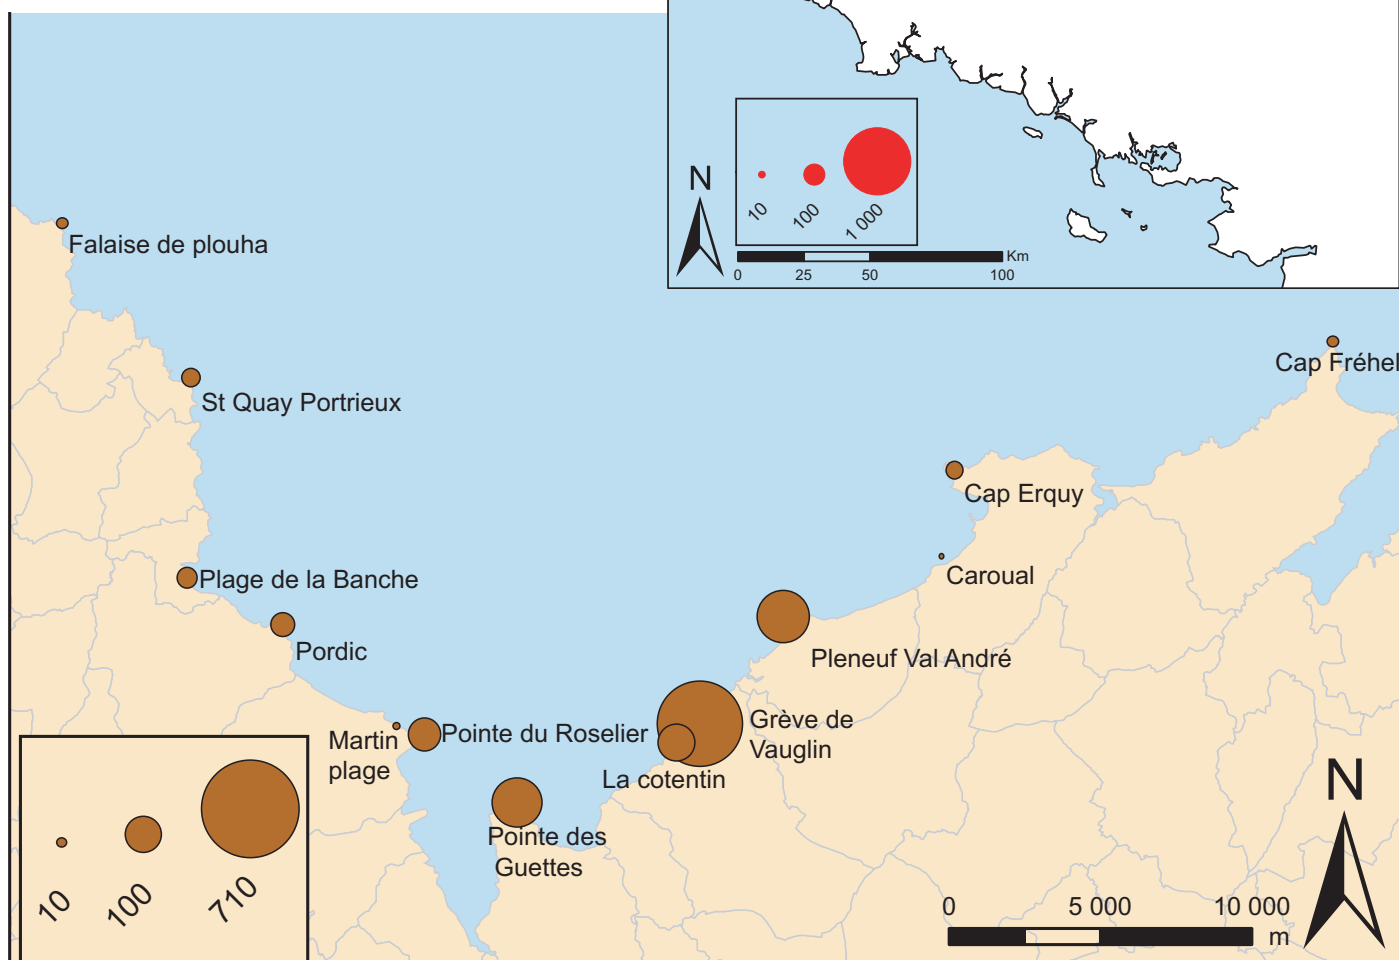 N
10
100
1 000
Km
0
25
50
100
Falaise de plouha
Cap Fréhel
St Quay Portrieux
Cap Erquy
Plage de la Banche
Caroual
Pordic
Pleneuf Val André
Martin
plage
Pointe du Roselier
Grève de
Vauglin
La cotentin
Pointe des
Guettes
10
100
710
N
0
5 000
10 000
m